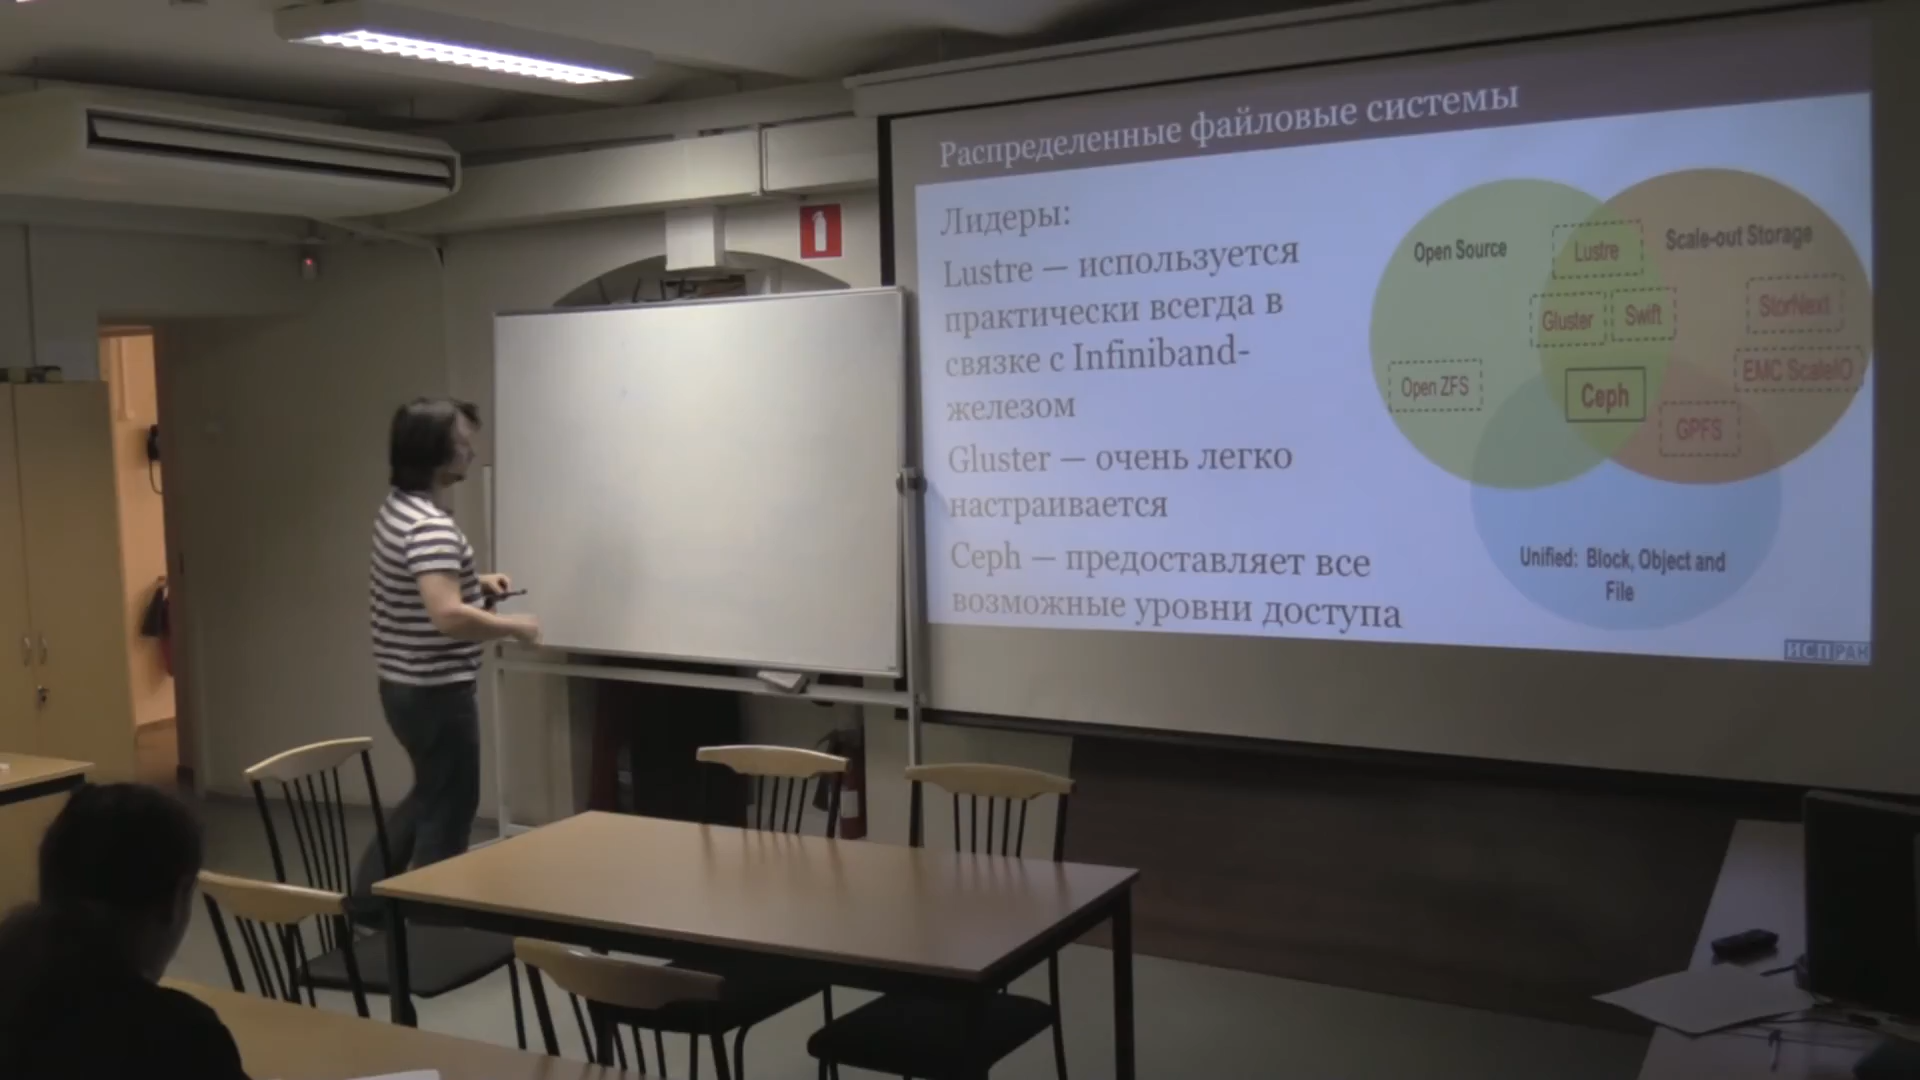 Распределенные файловые системы
Лидеры:
Lustre — используется
практически всегда в
связке с Infiniband-
железом
Gluster — очень легко
настраивается
Ceph — предоставляет все
возможные уровни доступа
Open Source
Lustre
Scale-out Storage
Gluster
Swift
StorNext
Open ZFS
Ceph
EMC ScaleIO
GPFS
Unified: Block, Object and
File
ИСП РАН